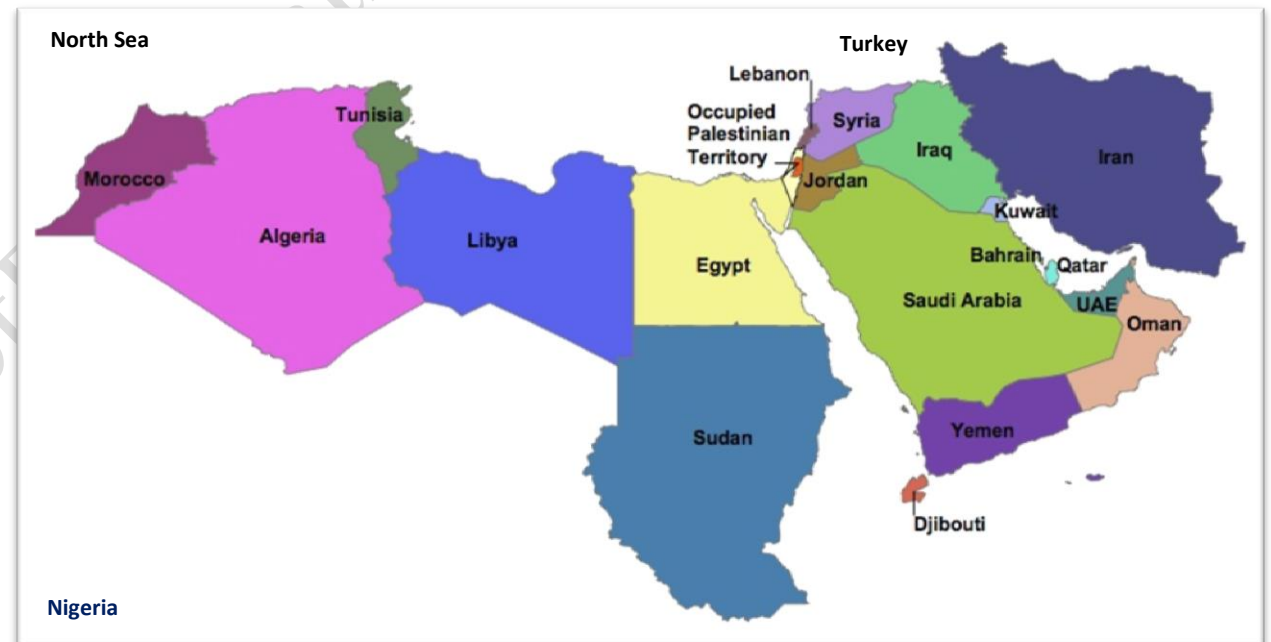 North Sea
Turkey
Lebanon
Tunisia
Occupied
Palestinian
Territory
Syria
Iraq
Iran
Morocco
Jordan
Kuwait
Algeria
Libya
Egypt
Bahrain
Qatar
Saudi Arabia
UAE
Oman
Sudan
Yemen
Djibouti
Nigeria